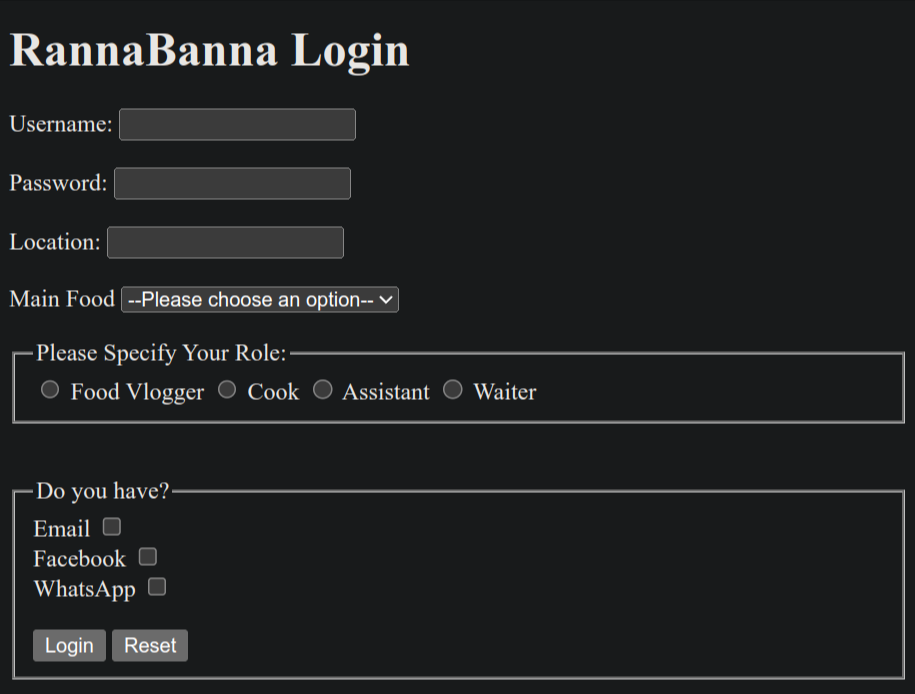 RannaBanna Login
Username:
Password:
Location:
Main Food --Please choose an option--
Please Specify Your Role:
Food Vlogger Cook Assistant Waiter
Do you have?
Email
Facebook
WhatsApp
Login Reset